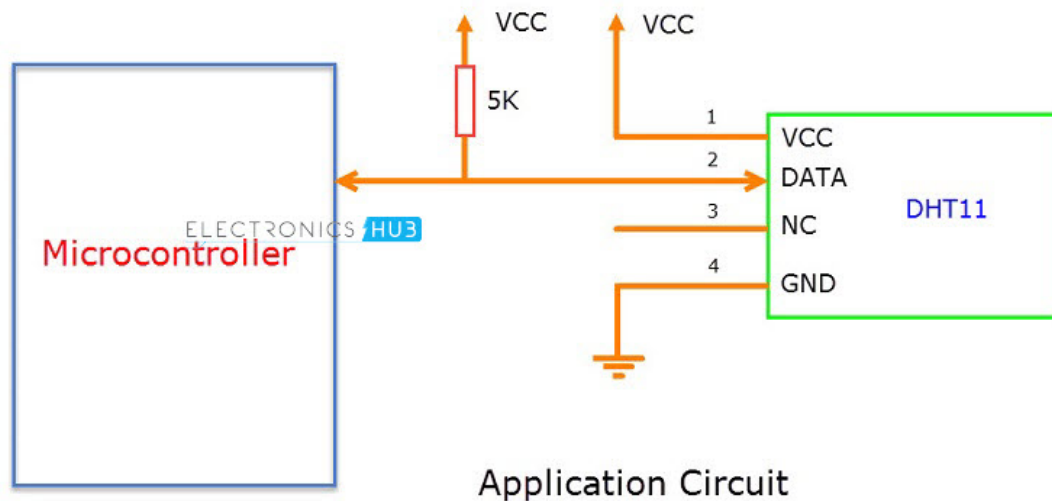 VCC
VCC
5K
1
VCC
2
DATA
DHT11
3
NC
ELECTRONICS HUB
Microcontroller
4
GND
Application Circuit